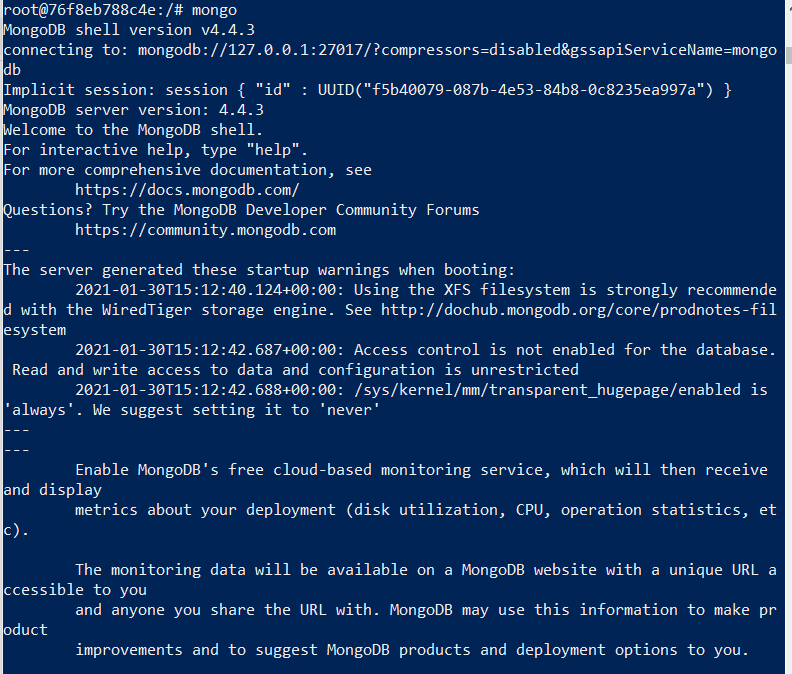 root@76f8eb788c4e:/# mongo
MongoDB shell version v4.4.3
connecting to: mongodb://127.0.0.1:27017/?compressors=disabled&gssapiServiceName=mongo
db
Implicit session: session { "id" : UUID("f5b40079-087b-4e53-84b8-0c8235ea997a") }
MongoDB server version: 4.4.3
Welcome to the MongoDB shell.
For interactive help, type "help".
For more comprehensive documentation, see
        https://docs.mongodb.com/
Questions? Try the MongoDB Developer Community Forums
        https://community.mongodb.com
---
The server generated these startup warnings when booting:
        2021-01-30T15:12:40.124+00:00: Using the XFS filesystem is strongly recommende
d with the WiredTiger storage engine. See http://dochub.mongodb.org/core/prodnotes-fil
esystem
        2021-01-30T15:12:42.687+00:00: Access control is not enabled for the database.
 Read and write access to data and configuration is unrestricted
        2021-01-30T15:12:42.688+00:00: /sys/kernel/mm/transparent_hugepage/enabled is
'always'. We suggest setting it to 'never'
---
---
        Enable MongoDB's free cloud-based monitoring service, which will then receive
and display
        metrics about your deployment (disk utilization, CPU, operation statistics, et
c).

        The monitoring data will be available on a MongoDB website with a unique URL a
ccessible to you
        and anyone you share the URL with. MongoDB may use this information to make pr
oduct
        improvements and to suggest MongoDB products and deployment options to you.